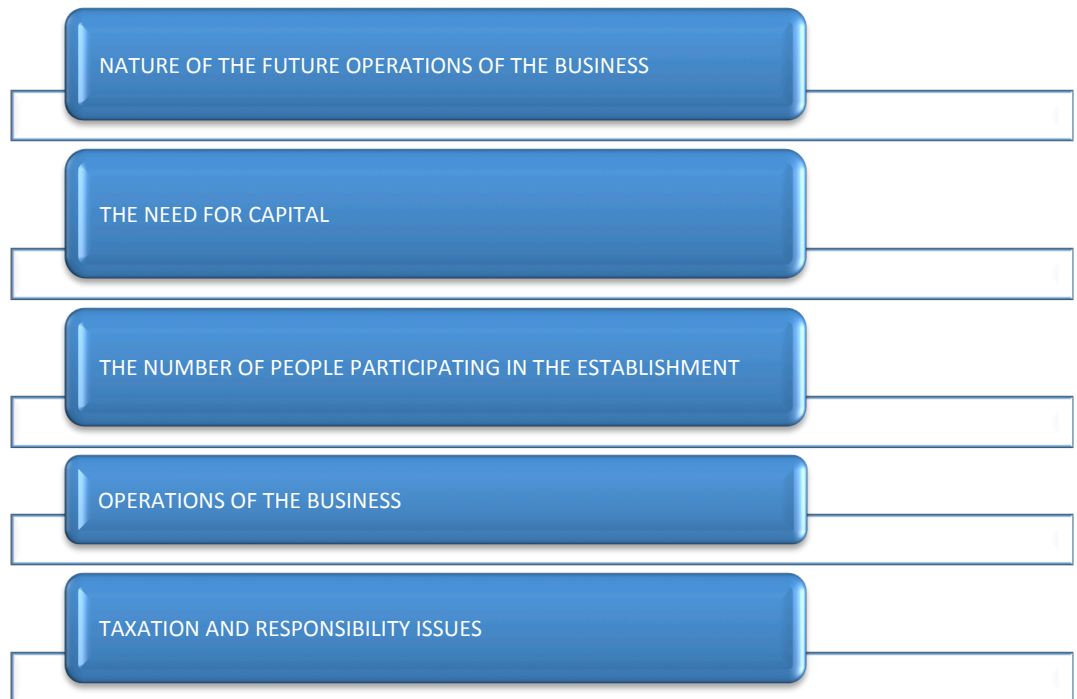 NATURE OF THE FUTURE OPERATIONS OF THE BUSINESS
THE NEED FOR CAPITAL
THE NUMBER OF PEOPLE PARTICIPATING IN THE ESTABLISHMENT
OPERATIONS OF THE BUSINESS
TAXATION AND RESPONSIBILITY ISSUES